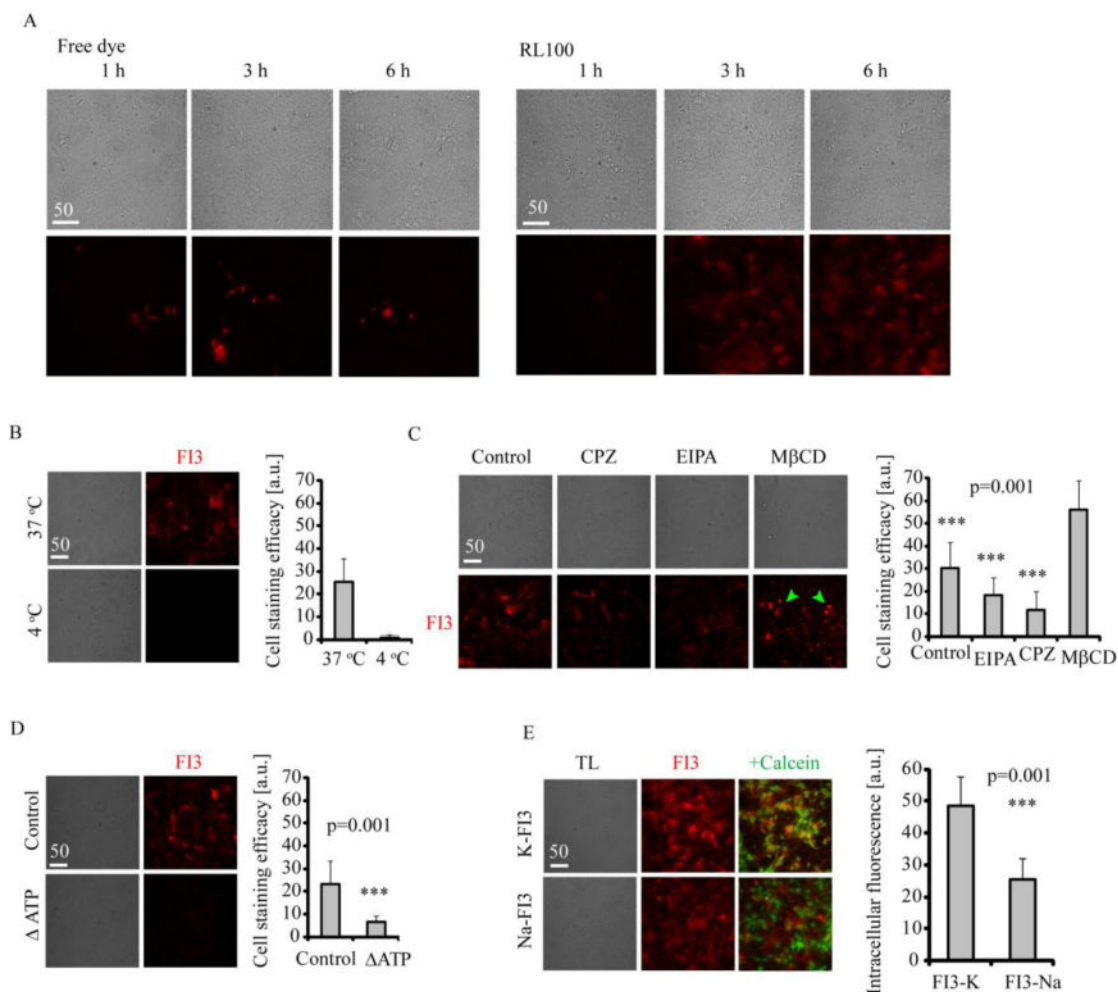 A
Free dye
1 h 3 h 6 h
RL100
1 h 3 h 6 h
50
50
B
FI3
37 °C
50
4 °C
Cell staining efficacy [a.u.]
70
60
50
40
30
20
10
0
37 °C 4 °C
C
Control CPZ EIPA MβCD
50
FI3
Cell staining efficacy [a.u.]
70
60
50
40
30
20
10
0
p=0.001
***
***
***
Control EIPA CPZ MβCD
D
FI3
Control
50
Δ ATP
Cell staining efficacy [a.u.]
70
60
50
40
30
20
10
0
p=0.001
***
Control ΔATP
E
TL FI3 +Calcein
K-FI3
50
Na-FI3
Intracellular fluorescence [a.u.]
60
50
40
30
20
10
0
p=0.001
***
FI3-K FI3-Na